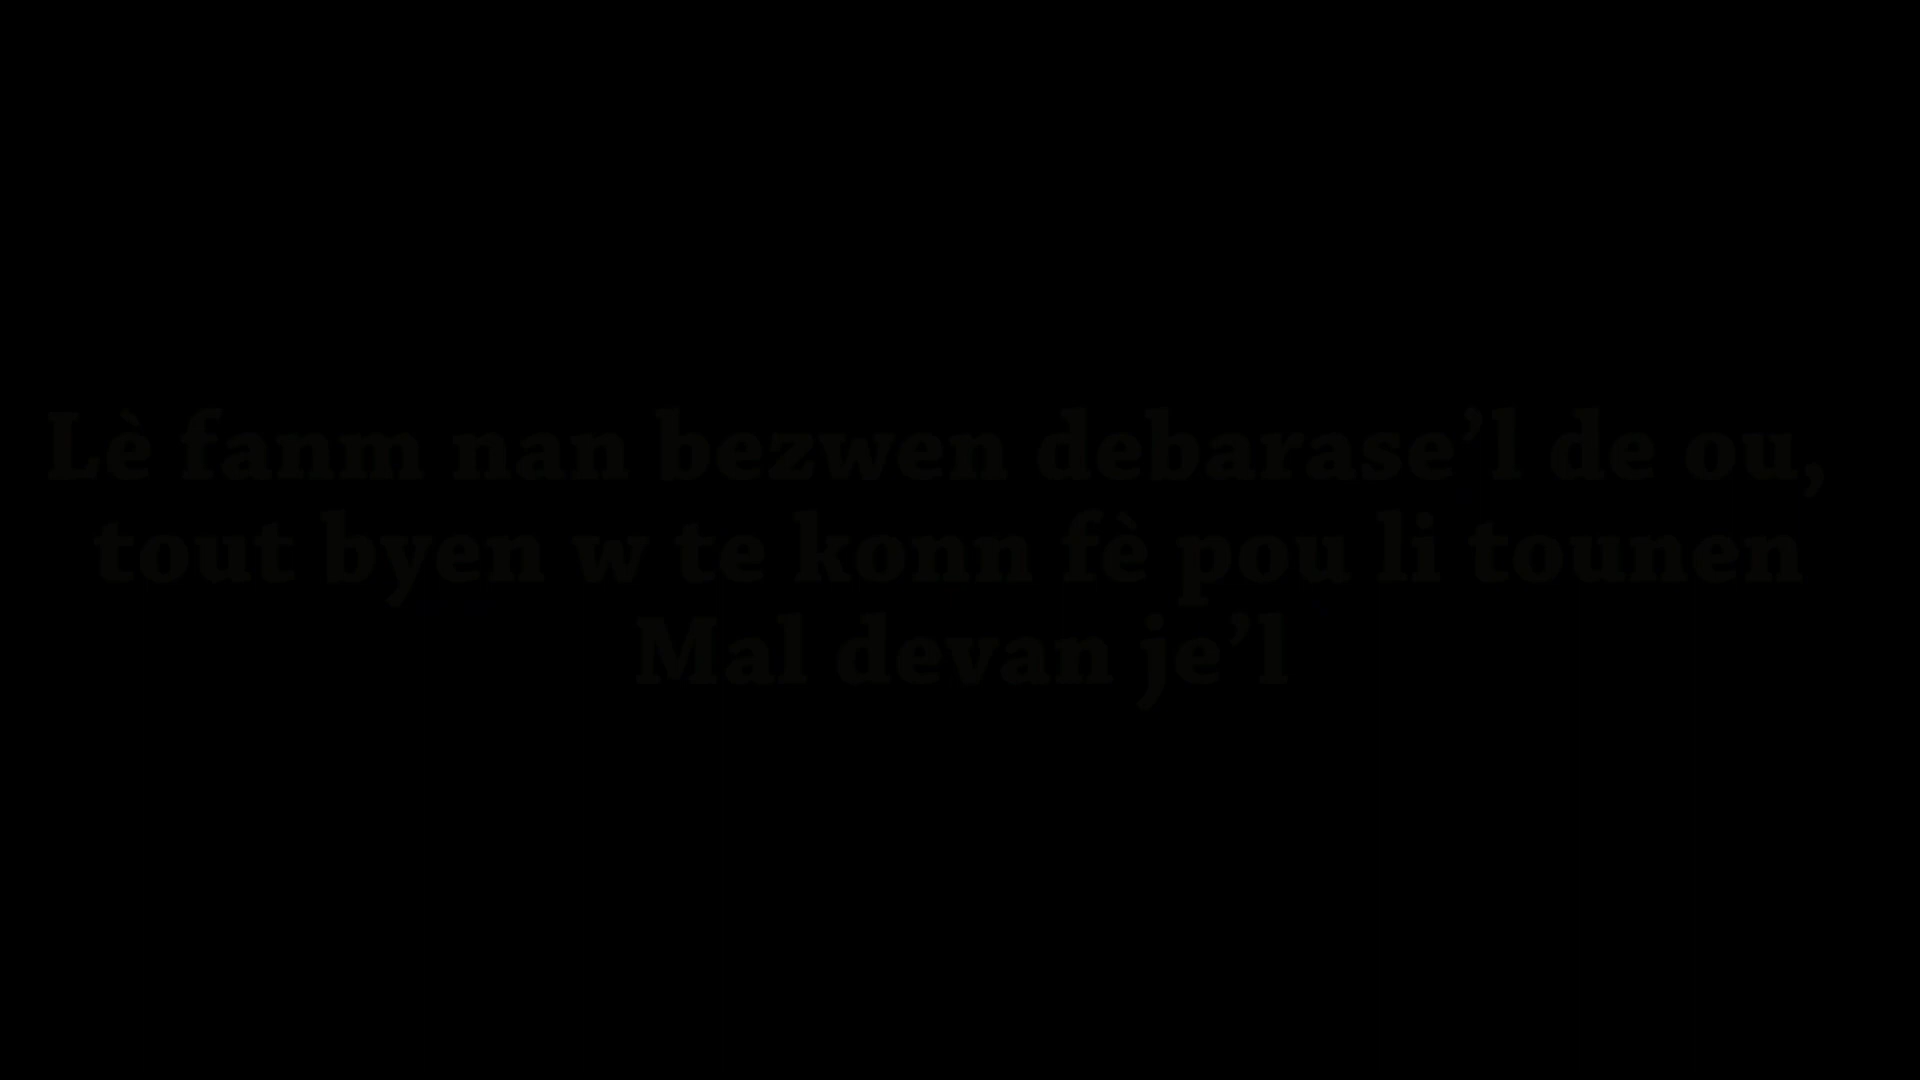 Lè fanm nan bezwen debarase’l de ou,
tout byen w te konn fè pou li tounen
Mal devan je’l